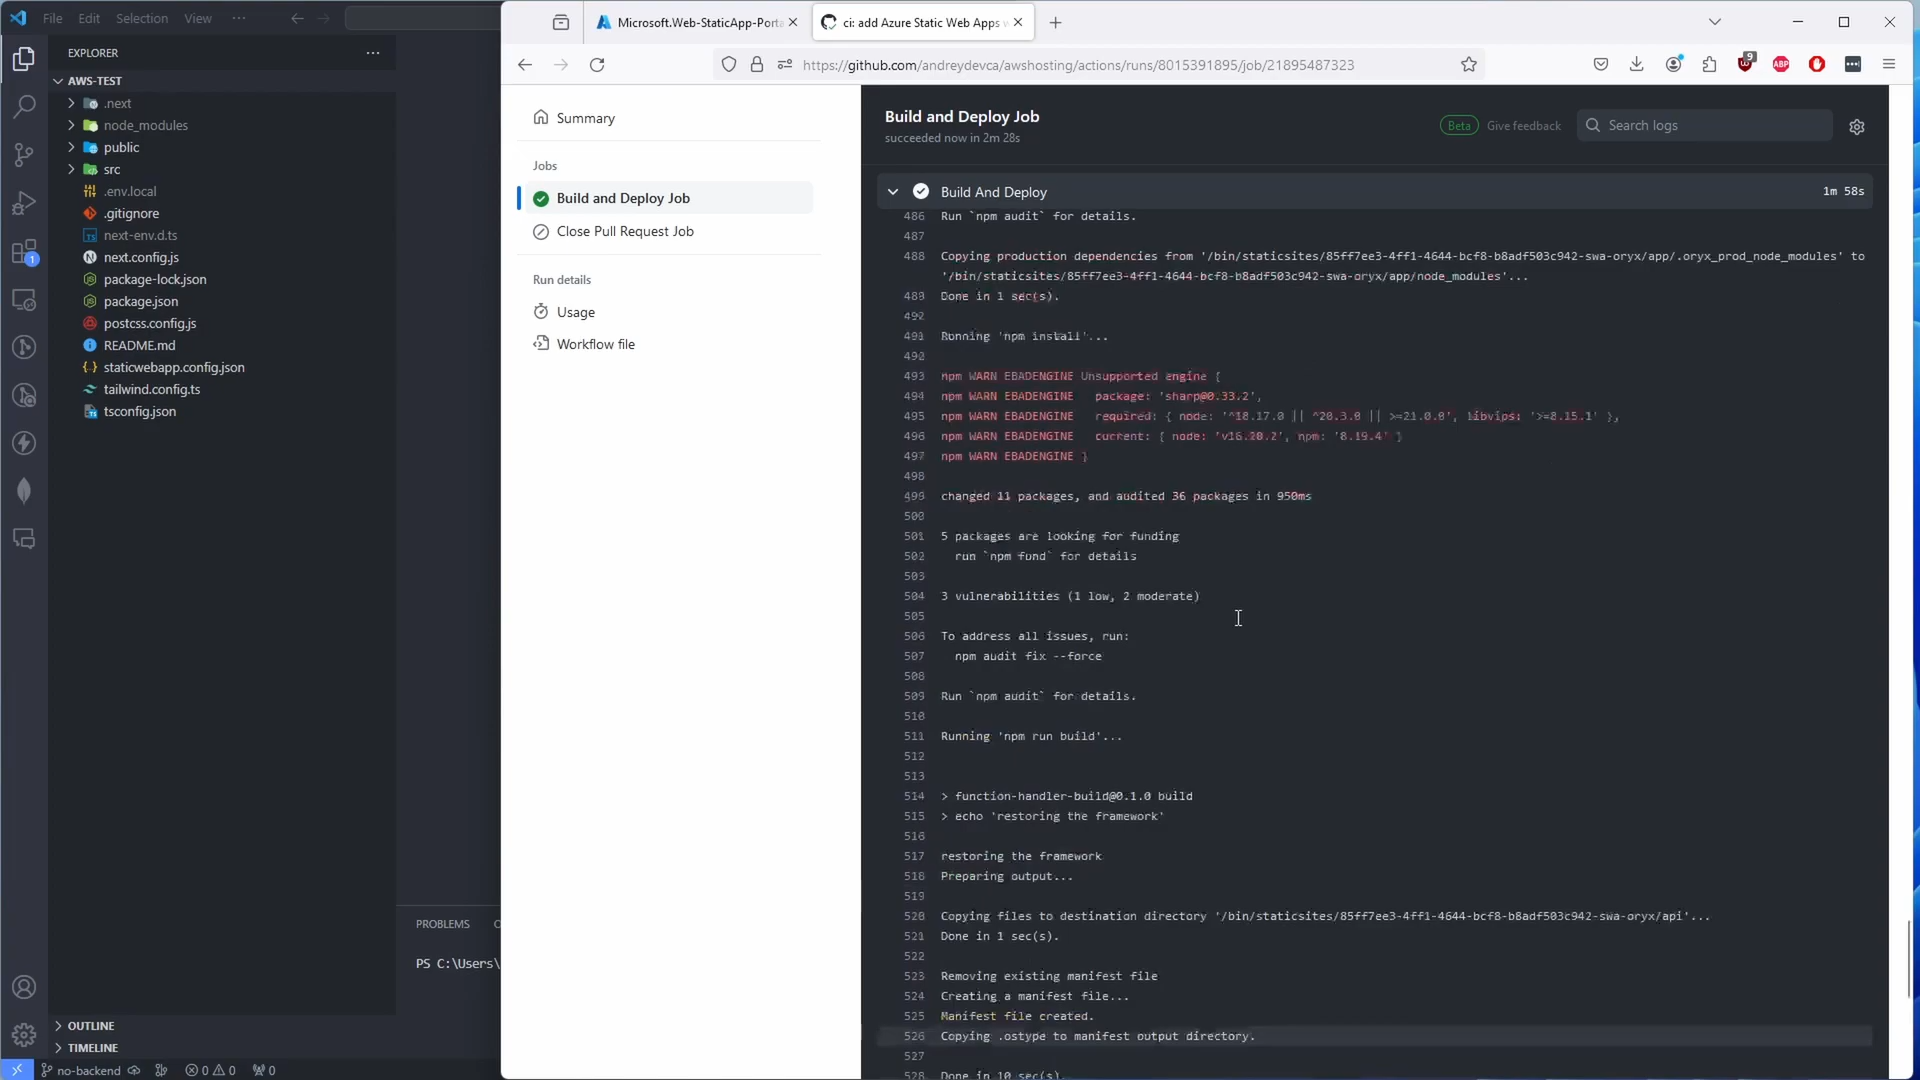 File Edit Selection View ···
EXPLORER
AWS-TEST
.next
node_modules
public
src
.env.local
.gitignore
next-env.d.ts
next.config.js
package-lock.json
package.json
postcss.config.js
README.md
staticwebapp.config.json
tailwind.config.ts
tsconfig.json
1
OUTLINE
TIMELINE
no-backend
0 0 0
PROBLEMS
PS C:\Users\
Microsoft.Web-StaticApp-Porta
ci: add Azure Static Web Apps
https://github.com/andreydevca/awshosting/actions/runs/8015391895/job/21895487323
9
ABP
Summary
Jobs
Build and Deploy Job
Close Pull Request Job
Run details
Usage
Workflow file
Build and Deploy Job
succeeded now in 2m 28s
Beta Give feedback
Search logs
Build And Deploy 1m 58s
486 Run `npm audit` for details.
487
488 Copying production dependencies from '/bin/staticsites/85ff7ee3-4ff1-4644-bcf8-b8adf503c942-swa-oryx/app/.oryx_prod_node_modules' to
'/bin/staticsites/85ff7ee3-4ff1-4644-bcf8-b8adf503c942-swa-oryx/app/node_modules'...
489 Done in 1 sec(s).
490
491 Running 'npm install'...
492
493 npm WARN EBADENGINE Unsupported engine {
494 npm WARN EBADENGINE package: 'sharp@0.33.2',
495 npm WARN EBADENGINE required: { node: '^18.17.0 || ^20.3.0 || >=21.0.0', libvips: '>=8.15.1' },
496 npm WARN EBADENGINE current: { node: 'v16.20.2', npm: '8.19.4' }
497 npm WARN EBADENGINE }
498
499 changed 11 packages, and audited 36 packages in 950ms
500
501 5 packages are looking for funding
502 run `npm fund` for details
503
504 3 vulnerabilities (1 low, 2 moderate)
505
506 To address all issues, run:
507 npm audit fix --force
508
509 Run `npm audit` for details.
510
511 Running 'npm run build'...
512
513
514 > function-handler-build@0.1.0 build
515 > echo 'restoring the framework'
516
517 restoring the framework
518 Preparing output...
519
520 Copying files to destination directory '/bin/staticsites/85ff7ee3-4ff1-4644-bcf8-b8adf503c942-swa-oryx/api'...
521 Done in 1 sec(s).
522
523 Removing existing manifest file
524 Creating a manifest file...
525 Manifest file created.
526 Copying .ostype to manifest output directory.
527
528 Done in 10 sec(s).